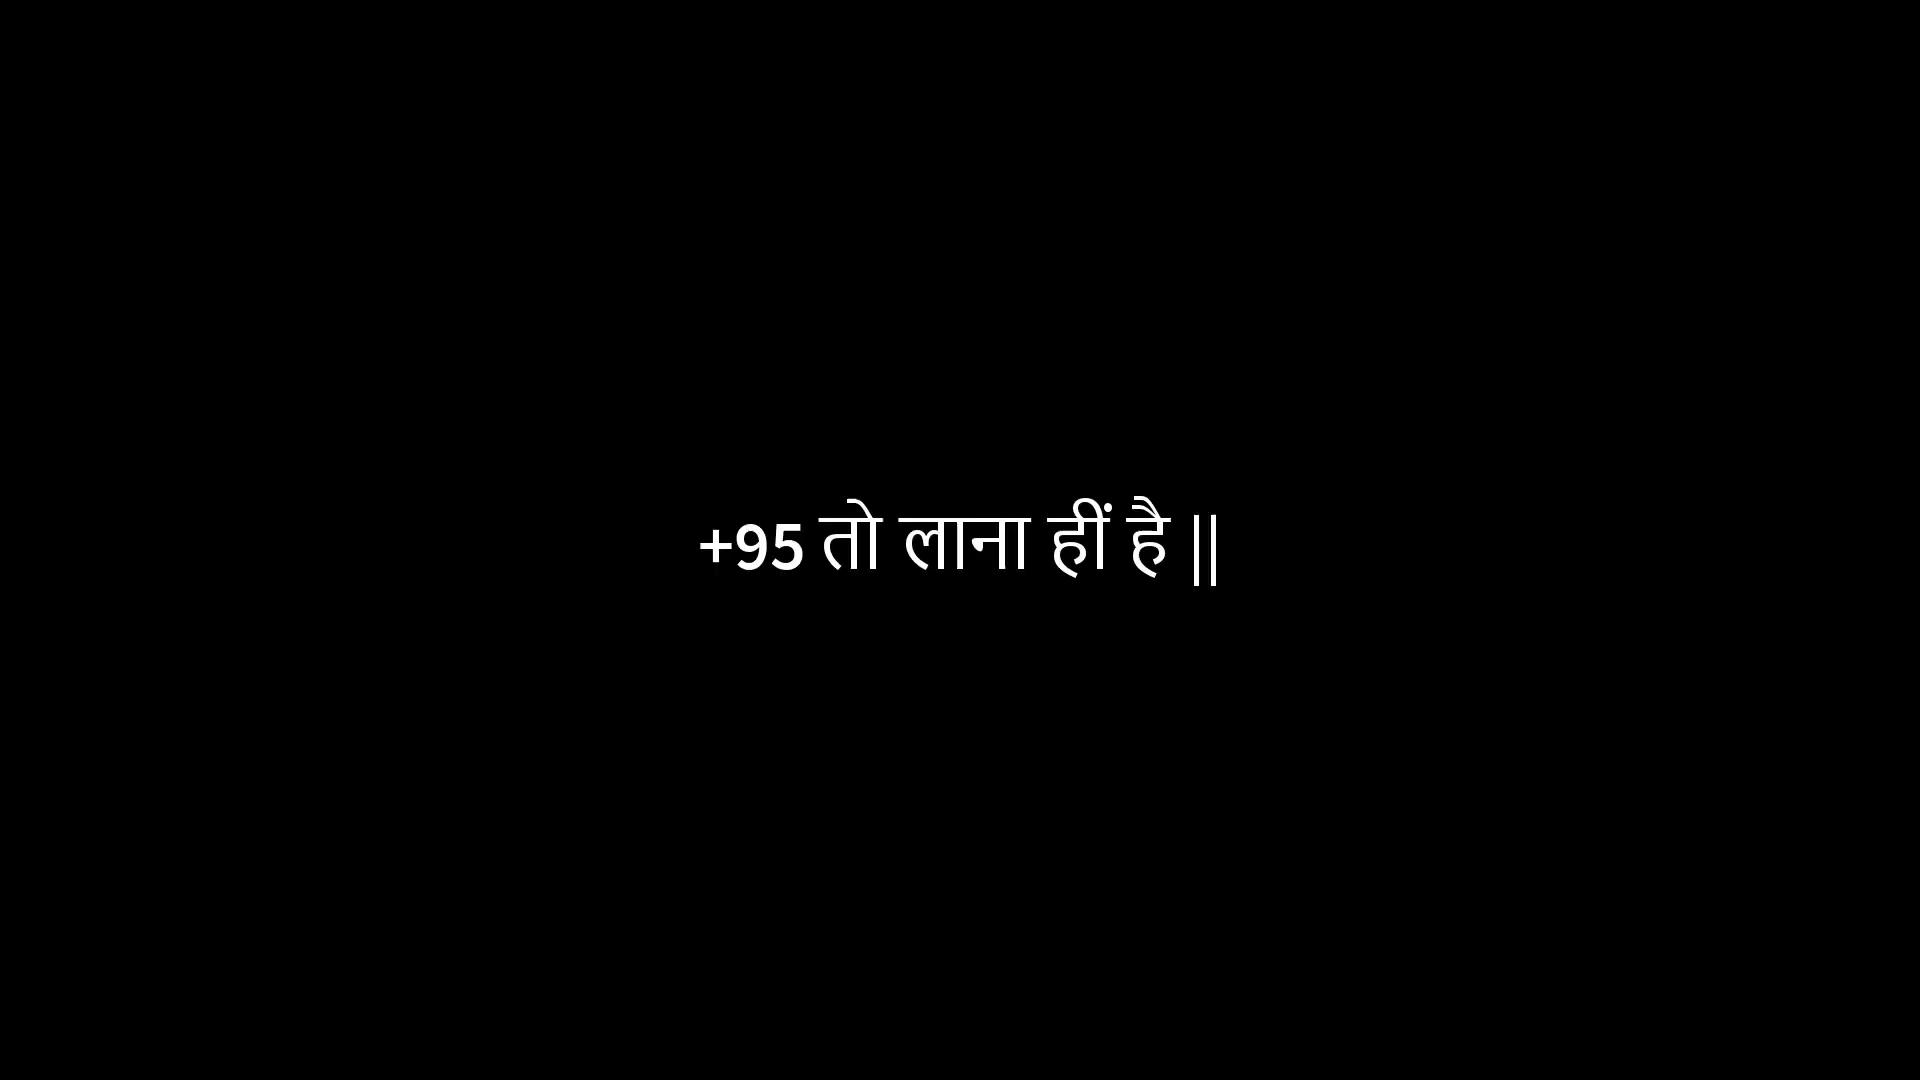 +95 तो लाना हीं है ||